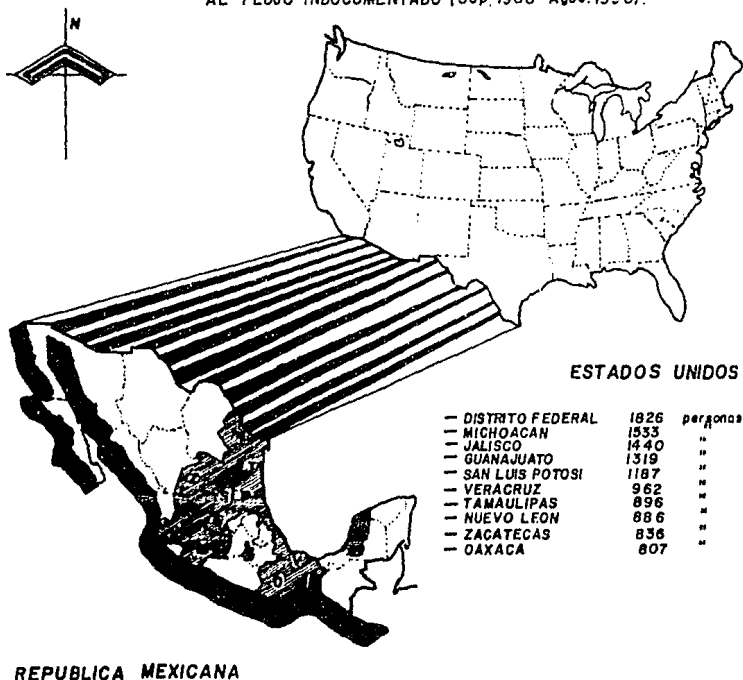 AL FLUJO INDOCUMENTADO (Sep. 1988 Agos. 1990).
N
ESTADOS UNIDOS
— DISTRITO FEDERAL 1826 personas
— MICHOACAN 1533 "
— JALISCO 1440 "
— GUANAJUATO 1319 "
— SAN LUIS POTOSI 1187 "
— VERACRUZ 962 "
— TAMAULIPAS 896 "
— NUEVO LEON 886 "
— ZACATECAS 836 "
— OAXACA 807
REPUBLICA MEXICANA